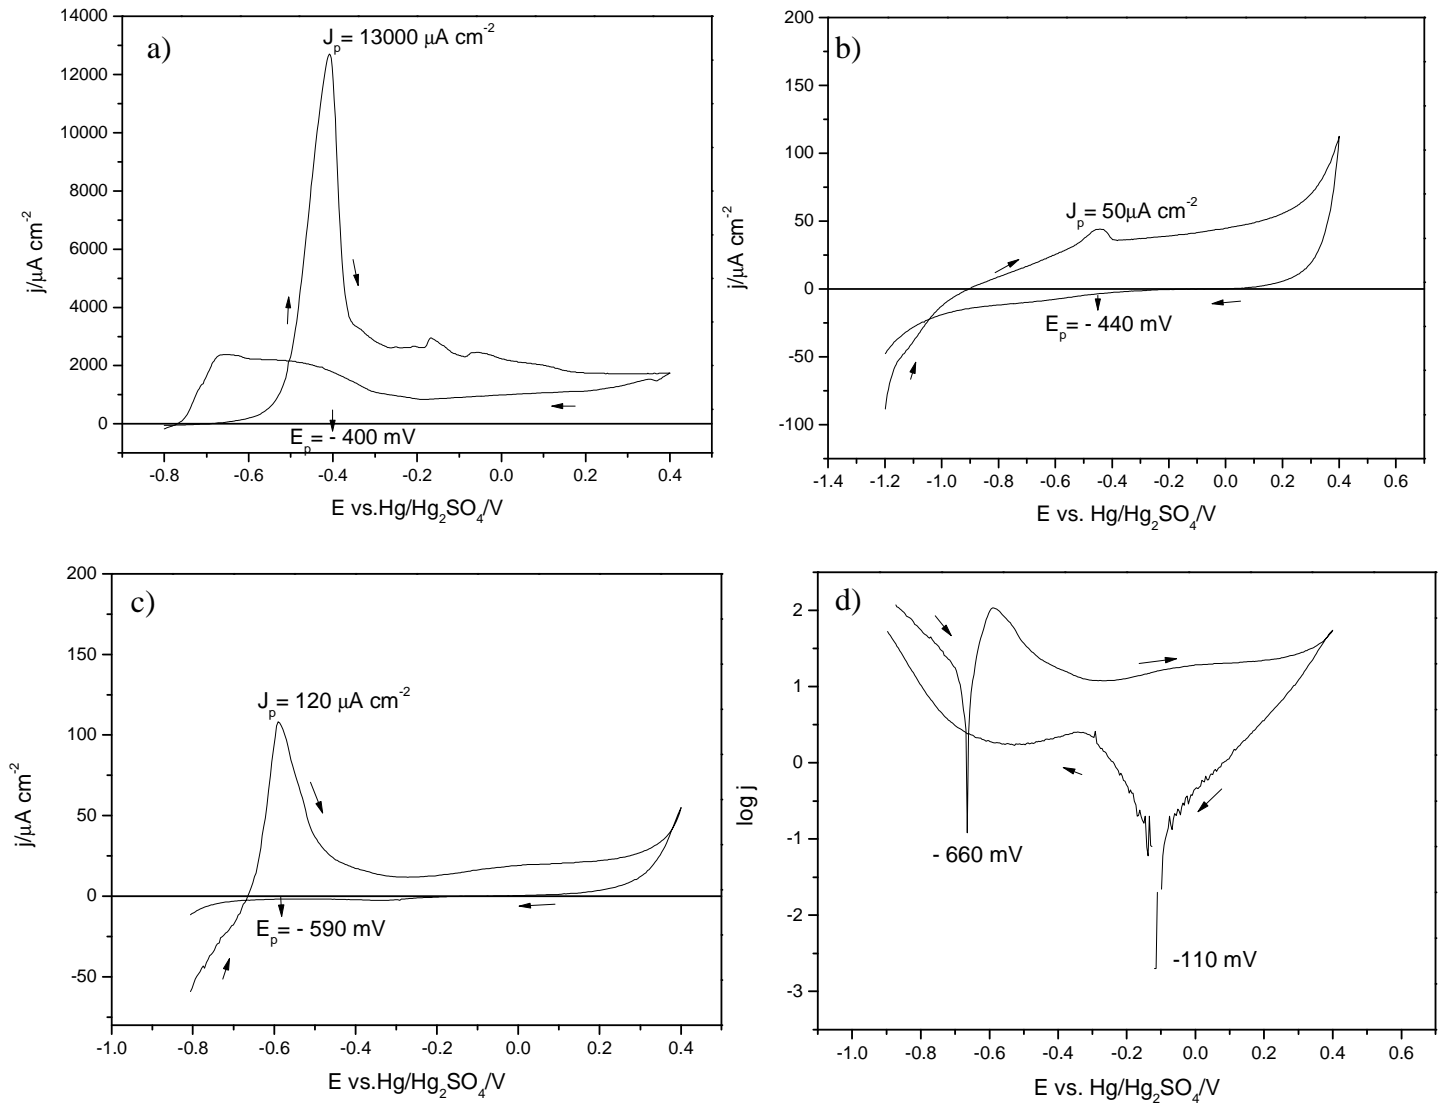 a)
J_p= 13000 μA cm⁻²
14000
12000
10000
8000
6000
4000
2000
0
j/μA cm⁻²
E_p= - 400 mV
-0.8 -0.6 -0.4 -0.2 0.0 0.2 0.4
E vs.Hg/Hg₂SO₄/V
b)
200
150
100
50
0
-50
-100
j/μA cm⁻²
J_p= 50μA cm⁻²
E_p= - 440 mV
-1.4 -1.2 -1.0 -0.8 -0.6 -0.4 -0.2 0.0 0.2 0.4 0.6
E vs. Hg/Hg₂SO₄/V
c)
200
150
100
50
0
-50
j/μA cm⁻²
J_p= 120 μA cm⁻²
E_p= - 590 mV
-1.0 -0.8 -0.6 -0.4 -0.2 0.0 0.2 0.4
E vs.Hg/Hg₂SO₄/V
d)
2
1
0
-1
-2
-3
log j
- 660 mV
-110 mV
-1.0 -0.8 -0.6 -0.4 -0.2 0.0 0.2 0.4 0.6
E vs. Hg/Hg₂SO₄/V